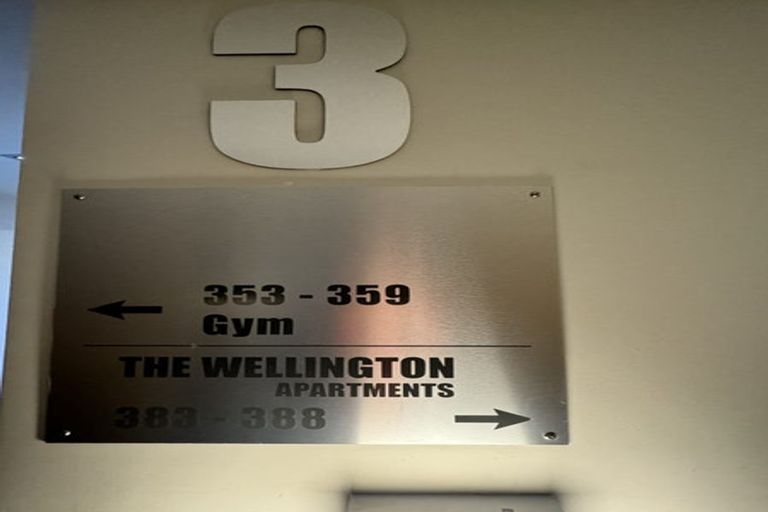 3
353 - 359
Gym
THE WELLINGTON
APARTMENTS
383 - 388